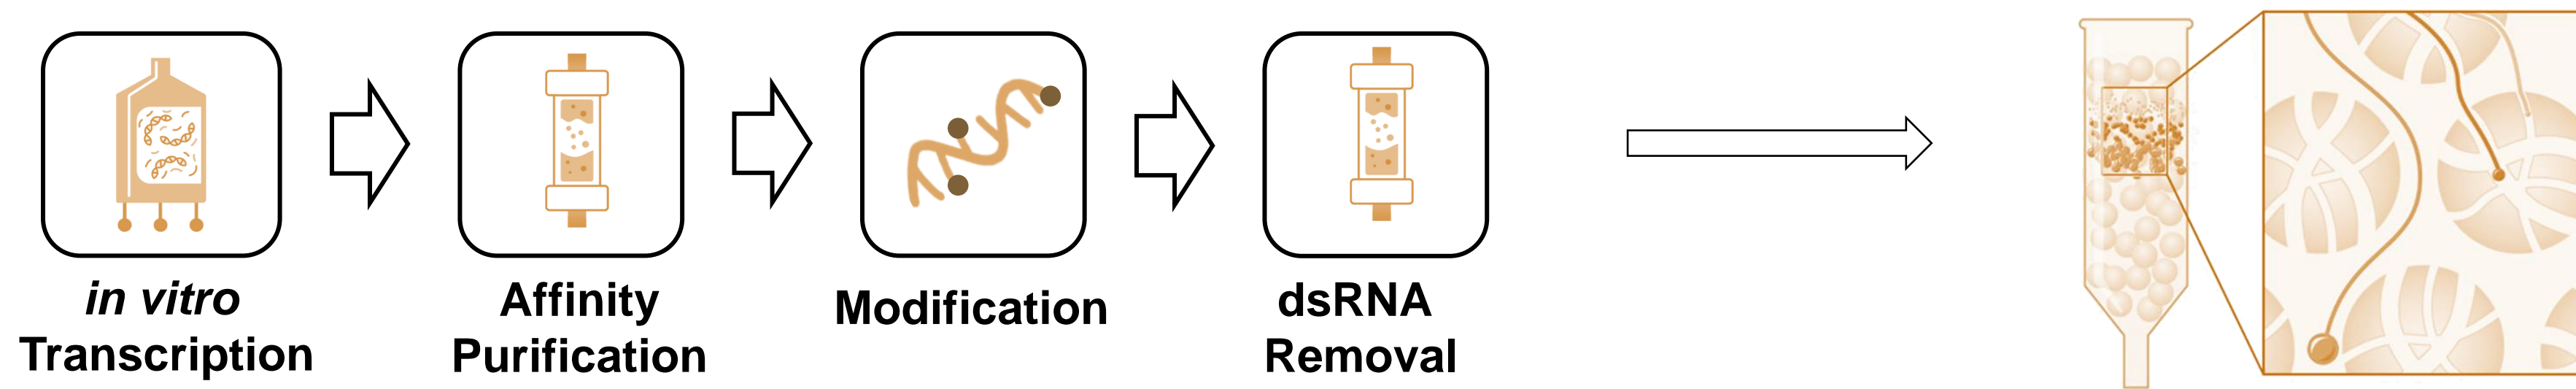 in vitro
Transcription
Affinity
Purification
Modification
dsRNA
Removal